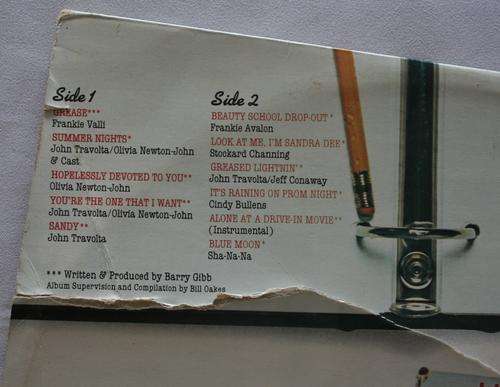 Side 1
GREASE***
Frankie Valli
SUMMER NIGHTS*
John Travolta/Olivia Newton-John
& Cast
HOPELESSLY DEVOTED TO YOU**
Olivia Newton-John
YOU'RE THE ONE THAT I WANT**
John Travolta/Olivia Newton-John
SANDY**
John Travolta
Side 2
BEAUTY SCHOOL DROP-OUT*
Frankie Avalon
LOOK AT ME, I'M SANDRA DEE*
Stockard Channing
GREASED LIGHTNIN'*
John Travolta/Jeff Conaway
IT'S RAINING ON PROM NIGHT*
Cindy Bullens
ALONE AT A DRIVE-IN MOVIE**
(Instrumental)
BLUE MOON*
Sha-Na-Na
*** Written & Produced by Barry Gibb
Album Supervision and Compilation by Bill Oakes